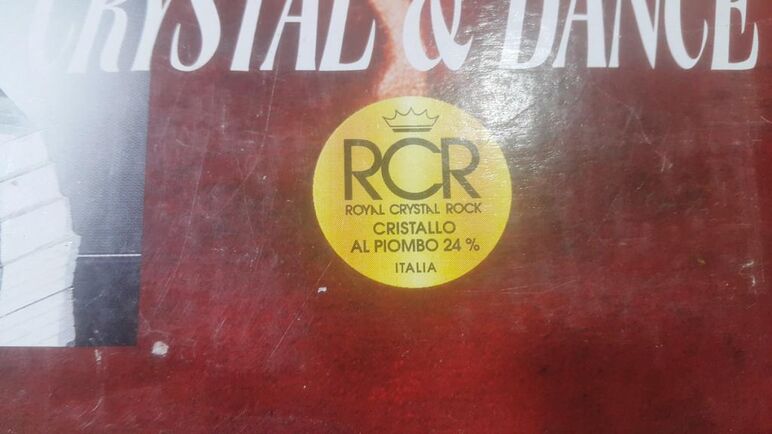 CRYSTAL & DANCE
RCR
ROYAL CRYSTAL ROCK
CRISTALLO
AL PIOMBO 24 %
ITALIA